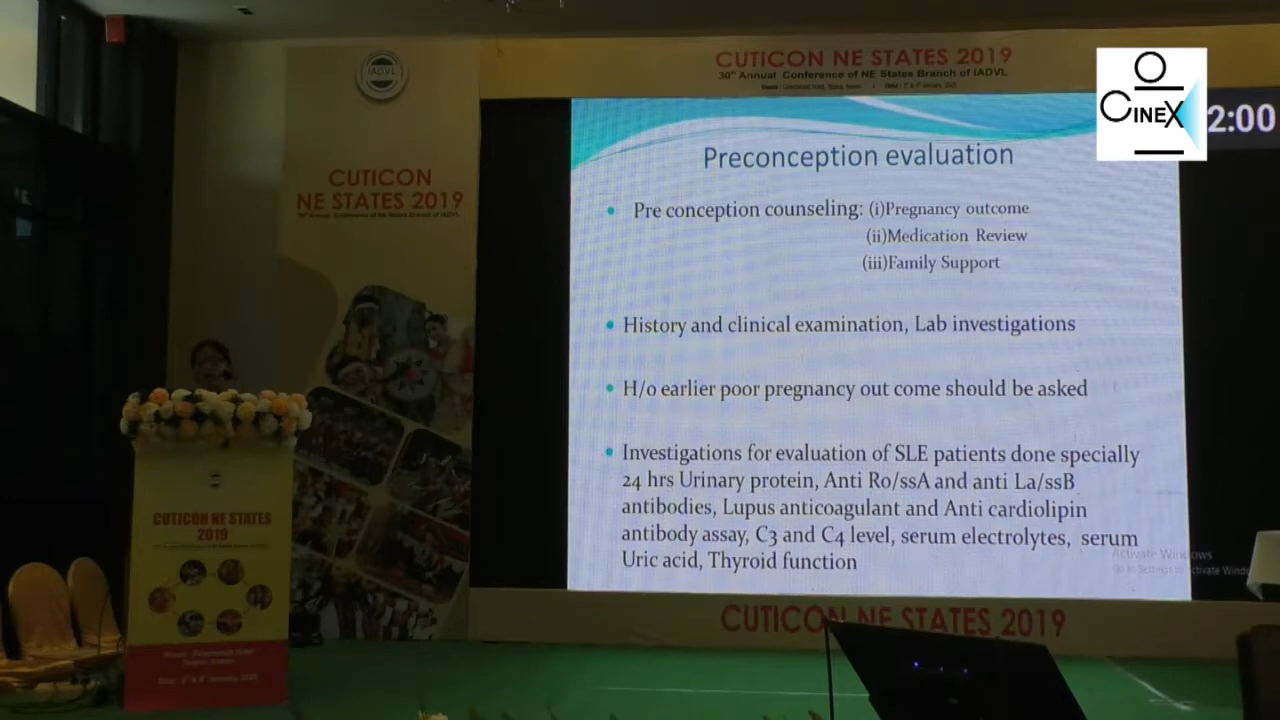 IADVL
CUTICON
NE STATES 2019
CUTICON NE STATES 2019
30th Annual Conference of NE States Branch of IADVL
CINEX
2:00
Preconception evaluation
• Pre conception counseling: (i)Pregnancy outcome
(ii)Medication Review
(iii)Family Support
• History and clinical examination, Lab investigations
• H/o earlier poor pregnancy out come should be asked
• Investigations for evaluation of SLE patients done specially
24 hrs Urinary protein, Anti Ro/ssA and anti La/ssB
antibodies, Lupus anticoagulant and Anti cardiolipin
antibody assay, C3 and C4 level, serum electrolytes, serum
Uric acid, Thyroid function
Activate Windows
CUTICON NE STATES
2019
CUTICON NE STATES 2019